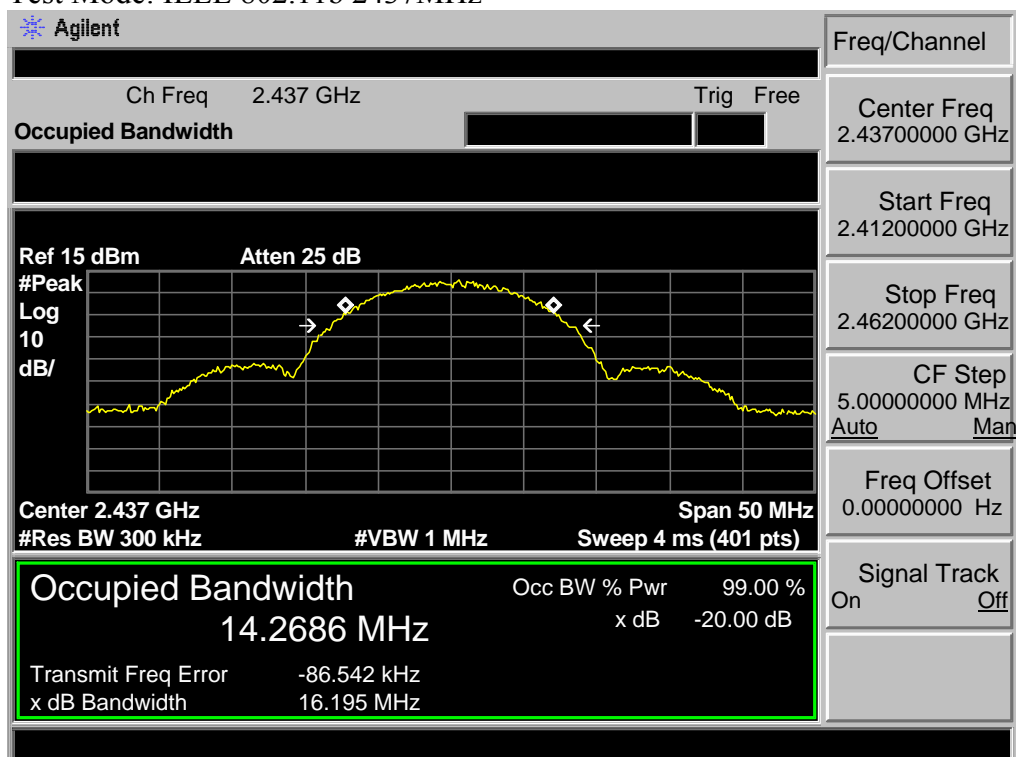 Test Mode: IEEE 802.11b 2437MHz
Agilent
Freq/Channel
Ch Freq 2.437 GHz Trig Free
Occupied Bandwidth
Center Freq
2.43700000 GHz
Start Freq
2.41200000 GHz
Ref 15 dBm Atten 25 dB
#Peak
Log
10
dB/
Stop Freq
2.46200000 GHz
CF Step
5.00000000 MHz
Auto Man
Freq Offset
0.00000000 Hz
Center 2.437 GHz Span 50 MHz
#Res BW 300 kHz #VBW 1 MHz Sweep 4 ms (401 pts)
Signal Track
On Off
Occupied Bandwidth Occ BW % Pwr 99.00 %
14.2686 MHz x dB -20.00 dB
Transmit Freq Error -86.542 kHz
x dB Bandwidth 16.195 MHz